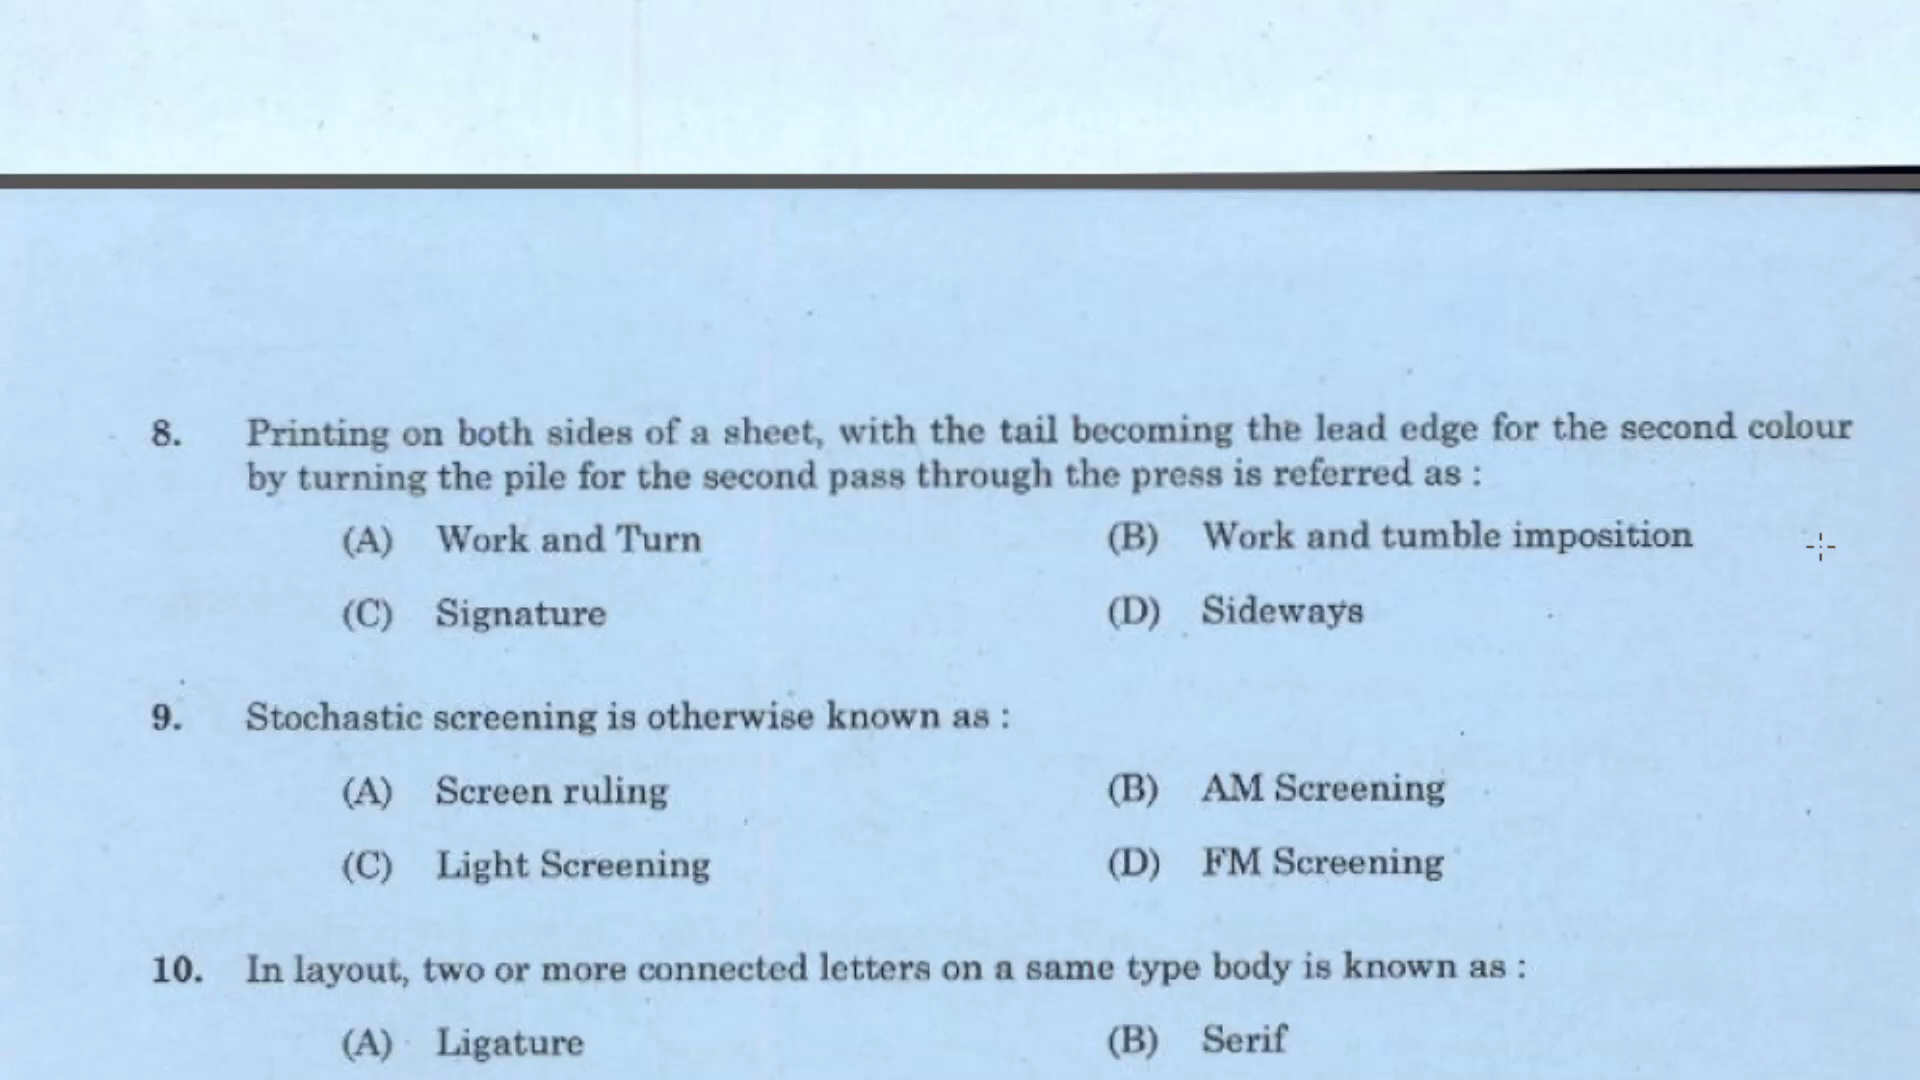 8. Printing on both sides of a sheet, with the tail becoming the lead edge for the second colour
by turning the pile for the second pass through the press is referred as :
(A) Work and Turn (B) Work and tumble imposition
(C) Signature (D) Sideways
9. Stochastic screening is otherwise known as :
(A) Screen ruling (B) AM Screening
(C) Light Screening (D) FM Screening
10. In layout, two or more connected letters on a same type body is known as :
(A) Ligature (B) Serif